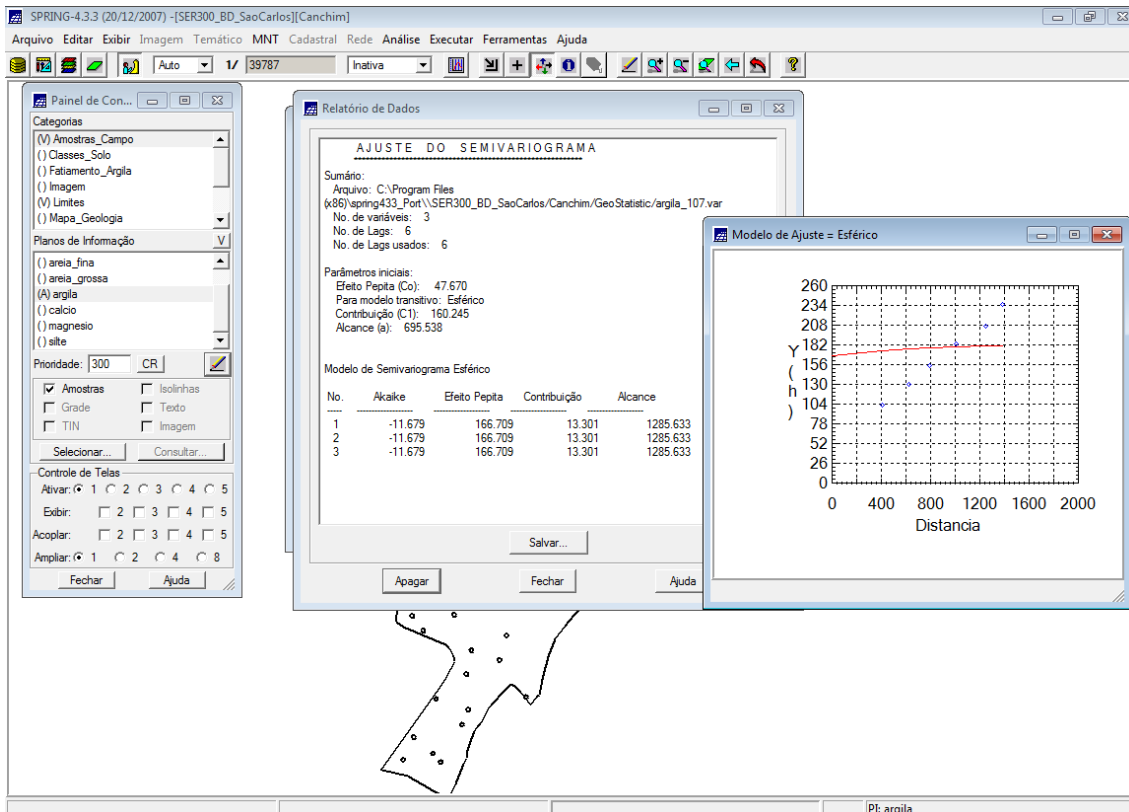 SPRING-4.3.3 (20/12/2007) -[SER300_BD_SaoCarlos][Canchim]
Arquivo Editar Exibir Imagem Temático MNT Cadastral Rede Análise Executar Ferramentas Ajuda
Auto 1/ 39787 Inativa
Painel de Con...
Categorias
(V) Amostras_Campo
( ) Classes_Solo
( ) Fatiamento_Argila
( ) Imagem
(V) Limites
( ) Mapa_Geologia
Planos de Informação V
( ) areia_fina
( ) areia_grossa
(A) argila
( ) calcio
( ) magnesio
( ) silte
Prioridade: 300 CR
Amostras Isolinhas
Grade Texto
TIN Imagem
Selecionar... Consultar...
Controle de Telas
Ativar: 1 2 3 4 5
Exibir: 2 3 4 5
Acoplar: 2 3 4 5
Ampliar: 1 2 4 8
Fechar Ajuda
Relatório de Dados
AJUSTE DO SEMIVARIOGRAMA
Sumário:
Arquivo: C:\Program Files
(x86)\spring433_Port\\SER300_BD_SaoCarlos/Canchim/GeoStatistic/argila_107.var
No. de variáveis: 3
No. de Lags: 6
No. de Lags usados: 6
Parâmetros iniciais:
Efeito Pepita (Co): 47.670
Para modelo transitivo: Esférico
Contribuição (C1): 160.245
Alcance (a): 695.538
Modelo de Semivariograma Esférico
No. Akaike Efeito Pepita Contribuição Alcance
1 -11.679 166.709 13.301 1285.633
2 -11.679 166.709 13.301 1285.633
3 -11.679 166.709 13.301 1285.633
Salvar...
Apagar Fechar Ajuda
Modelo de Ajuste = Esférico
260
234
208
182
156
130
104
78
52
26
0
Y(h)
0 400 800 1200 1600 2000
Distancia
PI: argila